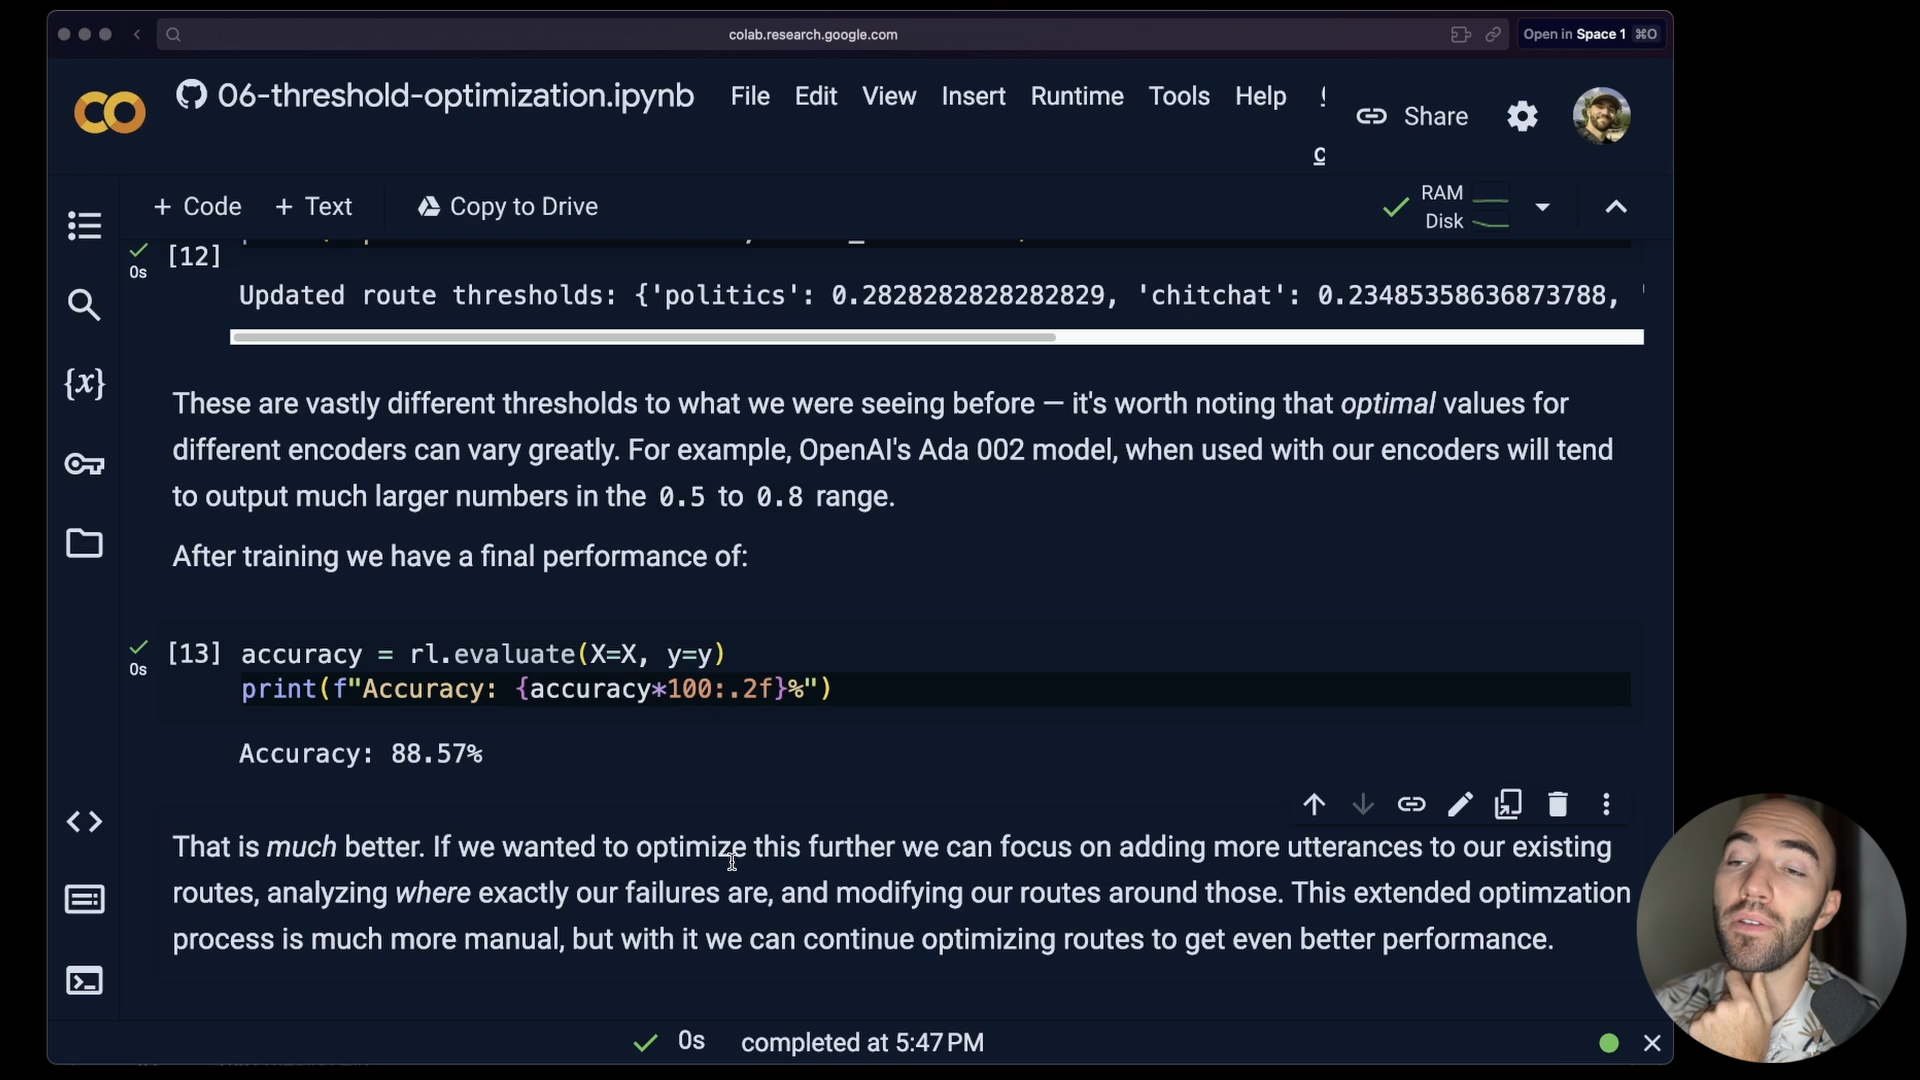 colab.research.google.com
Open in Space 1 ⌘O
06-threshold-optimization.ipynb
File Edit View Insert Runtime Tools Help
Share
+ Code + Text Copy to Drive
RAM
Disk
[12]
0s
Updated route thresholds: {'politics': 0.2828282828282829, 'chitchat': 0.23485358636873788, '
These are vastly different thresholds to what we were seeing before — it's worth noting that optimal values for
different encoders can vary greatly. For example, OpenAI's Ada 002 model, when used with our encoders will tend
to output much larger numbers in the 0.5 to 0.8 range.
After training we have a final performance of:
[13] accuracy = rl.evaluate(X=X, y=y)
0s
print(f"Accuracy: {accuracy*100:.2f}%")
Accuracy: 88.57%
That is much better. If we wanted to optimize this further we can focus on adding more utterances to our existing
routes, analyzing where exactly our failures are, and modifying our routes around those. This extended optimzation
process is much more manual, but with it we can continue optimizing routes to get even better performance.
0s completed at 5:47 PM